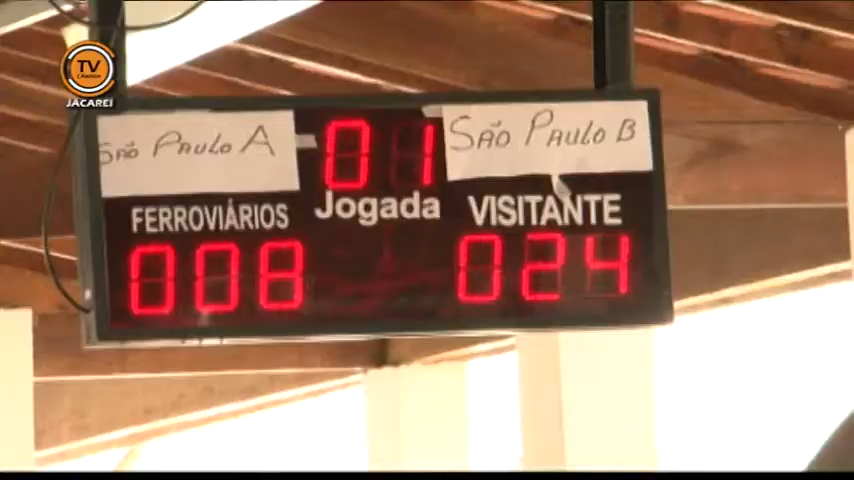 TV
CÂMARA
JACAREÍ
São Paulo A
01
São Paulo B
FERROVIÁRIOS
Jogada
VISITANTE
008
024